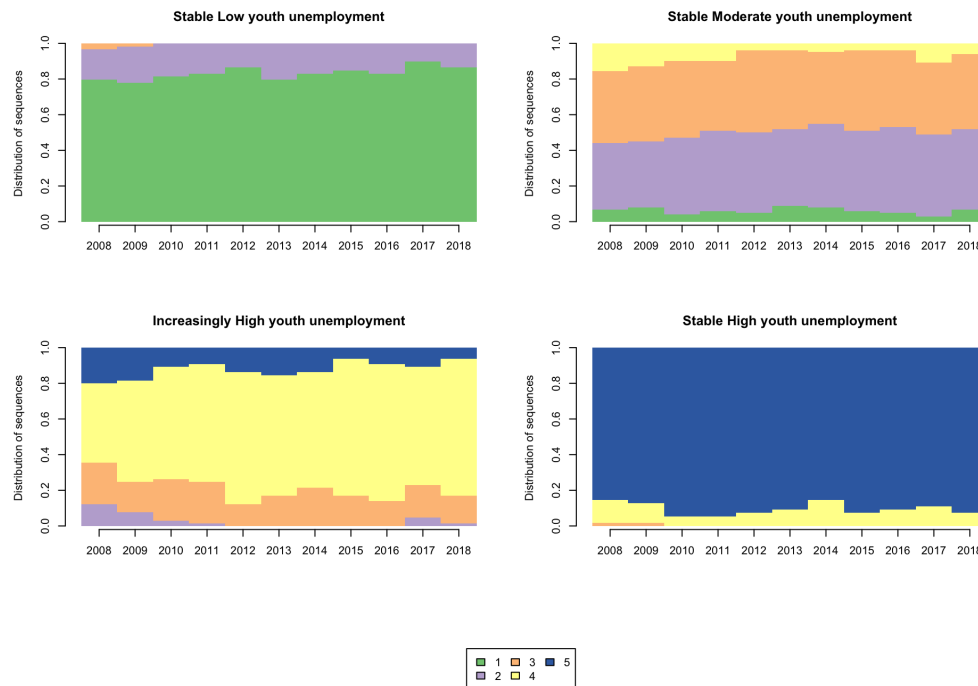 Stable Low youth unemployment
Distribution of sequences
0.0 0.2 0.4 0.6 0.8 1.0
2008 2009 2010 2011 2012 2013 2014 2015 2016 2017 2018
Stable Moderate youth unemployment
Distribution of sequences
0.0 0.2 0.4 0.6 0.8 1.0
2008 2009 2010 2011 2012 2013 2014 2015 2016 2017 2018
Increasingly High youth unemployment
Distribution of sequences
0.0 0.2 0.4 0.6 0.8 1.0
2008 2009 2010 2011 2012 2013 2014 2015 2016 2017 2018
Stable High youth unemployment
Distribution of sequences
0.0 0.2 0.4 0.6 0.8 1.0
2008 2009 2010 2011 2012 2013 2014 2015 2016 2017 2018
1 3 5
2 4